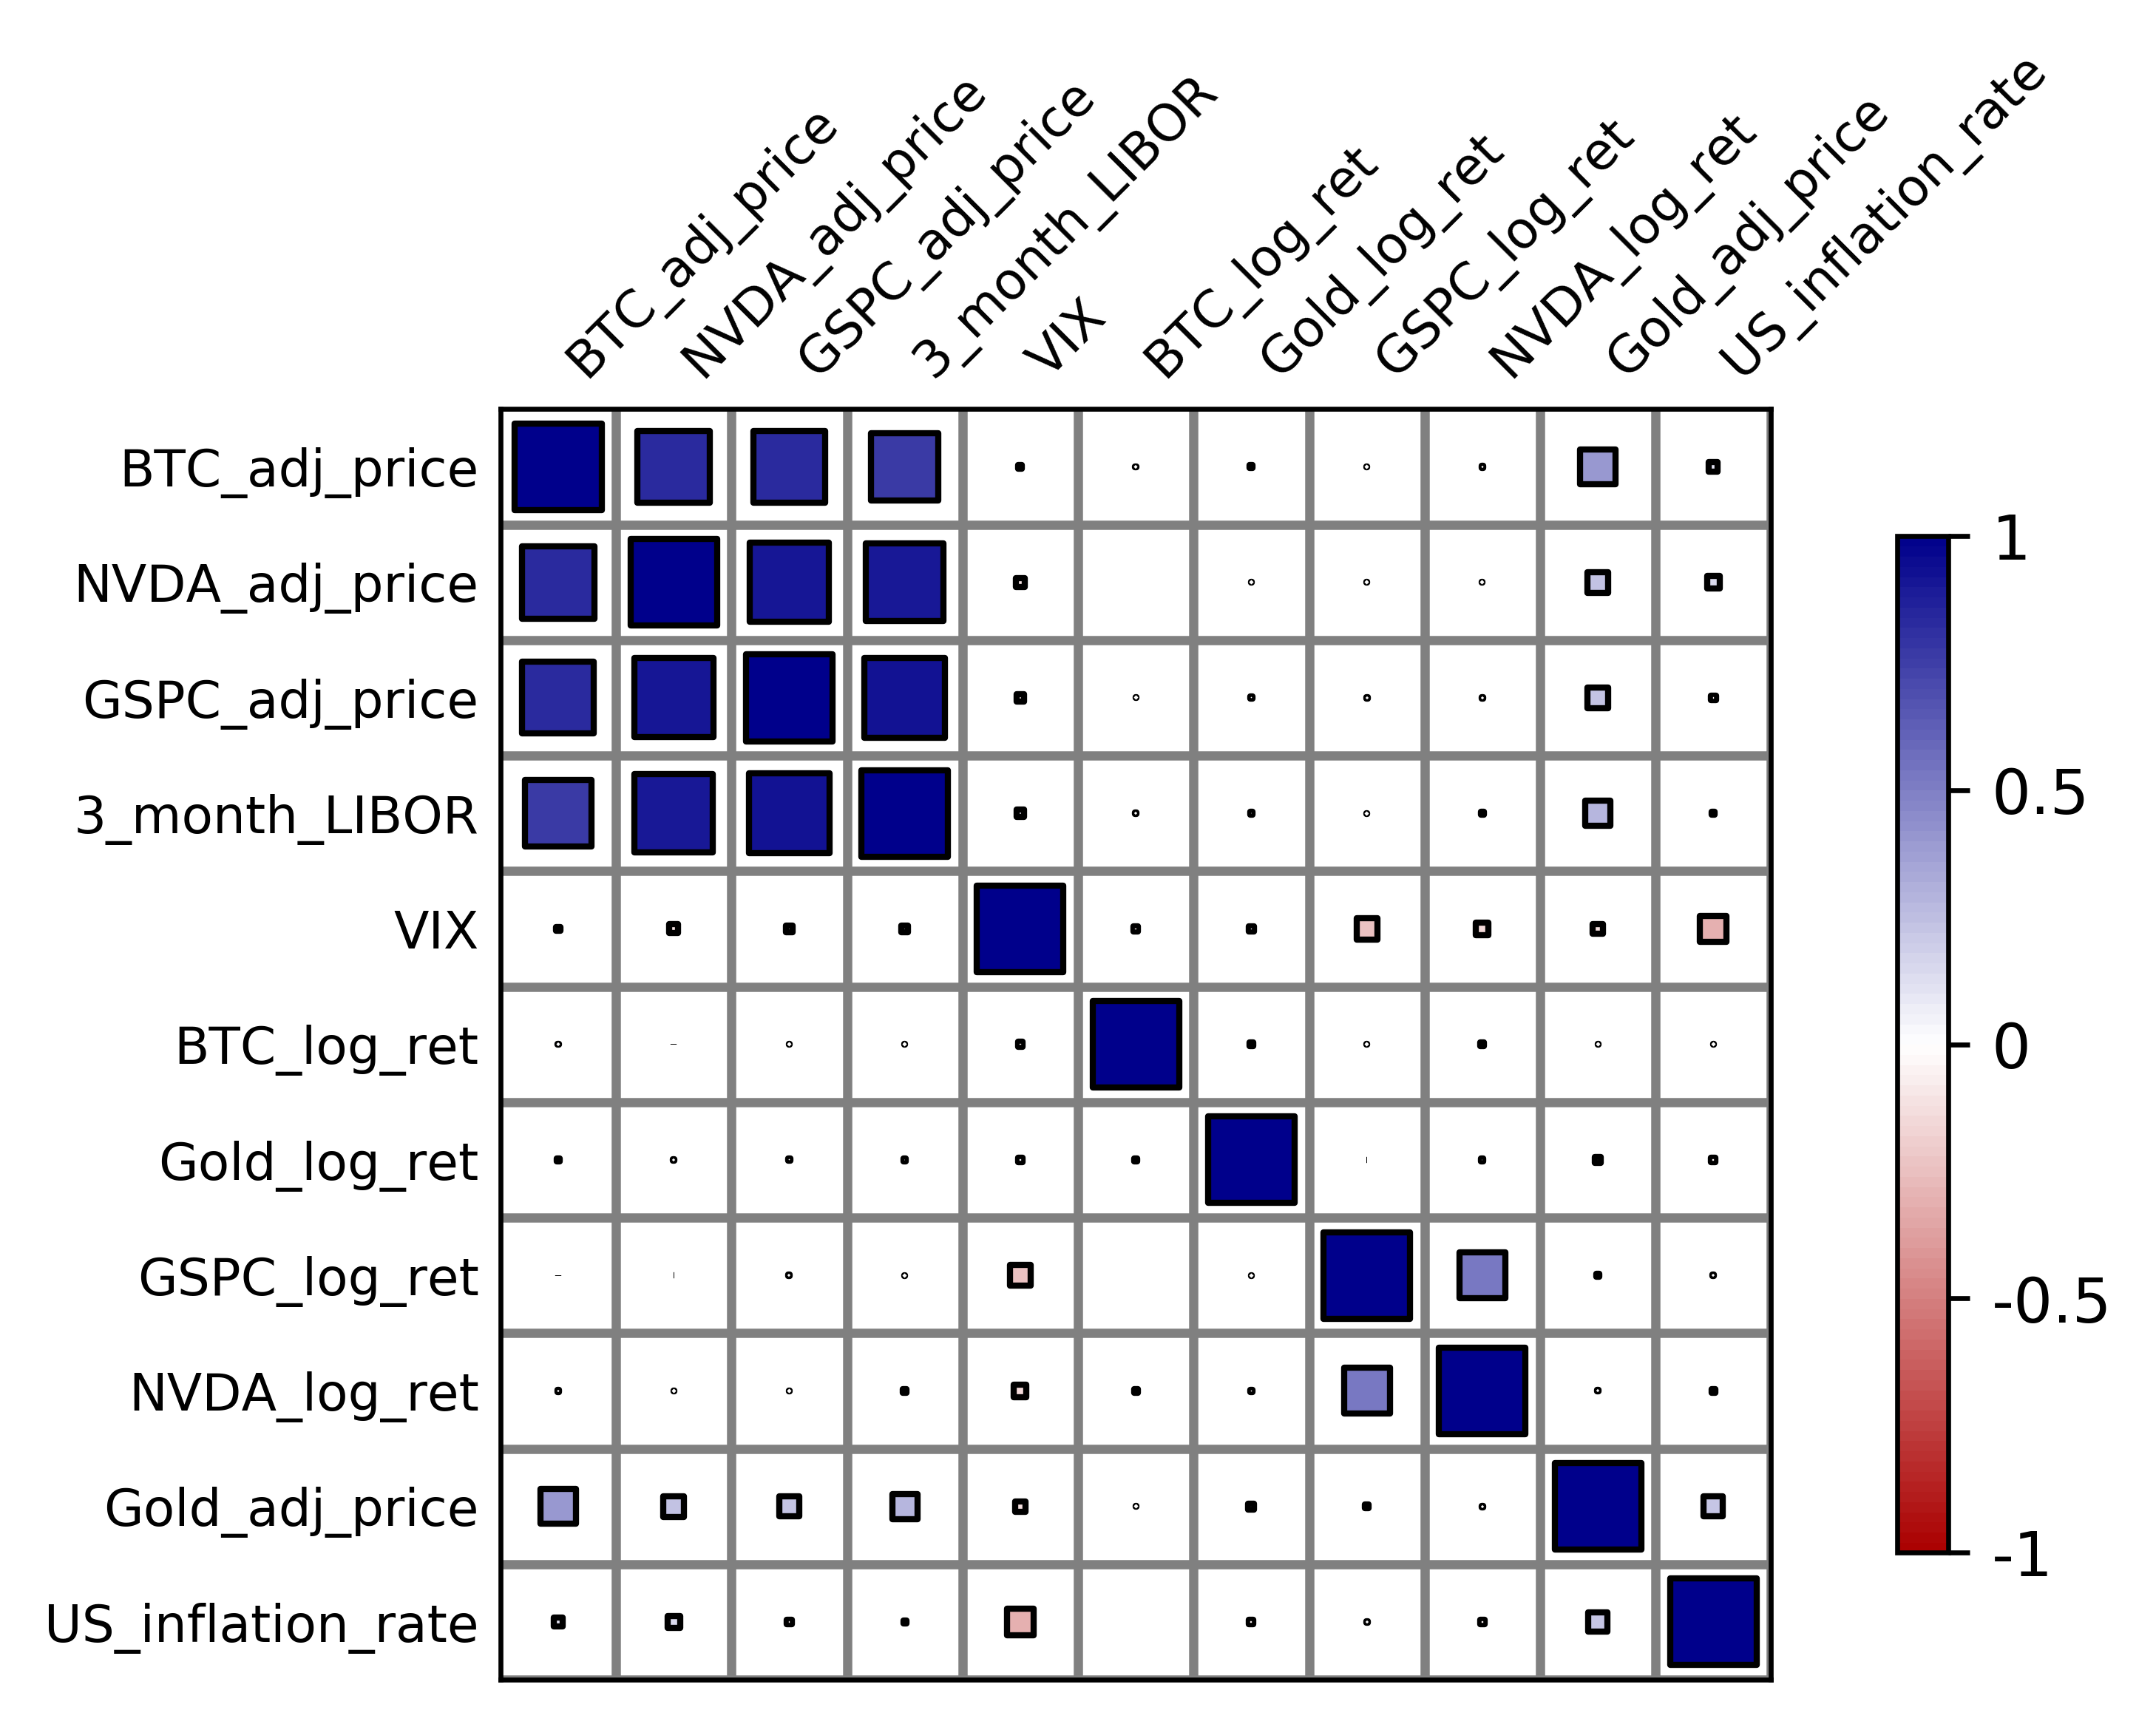 BTC_adj_price
NVDA_adj_price
GSPC_adj_price
3_month_LIBOR
VIX
BTC_log_ret
Gold_log_ret
GSPC_log_ret
NVDA_log_ret
Gold_adj_price
US_inflation_rate
BTC_adj_price
NVDA_adj_price
GSPC_adj_price
3_month_LIBOR
VIX
BTC_log_ret
Gold_log_ret
GSPC_log_ret
NVDA_log_ret
Gold_adj_price
US_inflation_rate
1
0.5
0
-0.5
-1